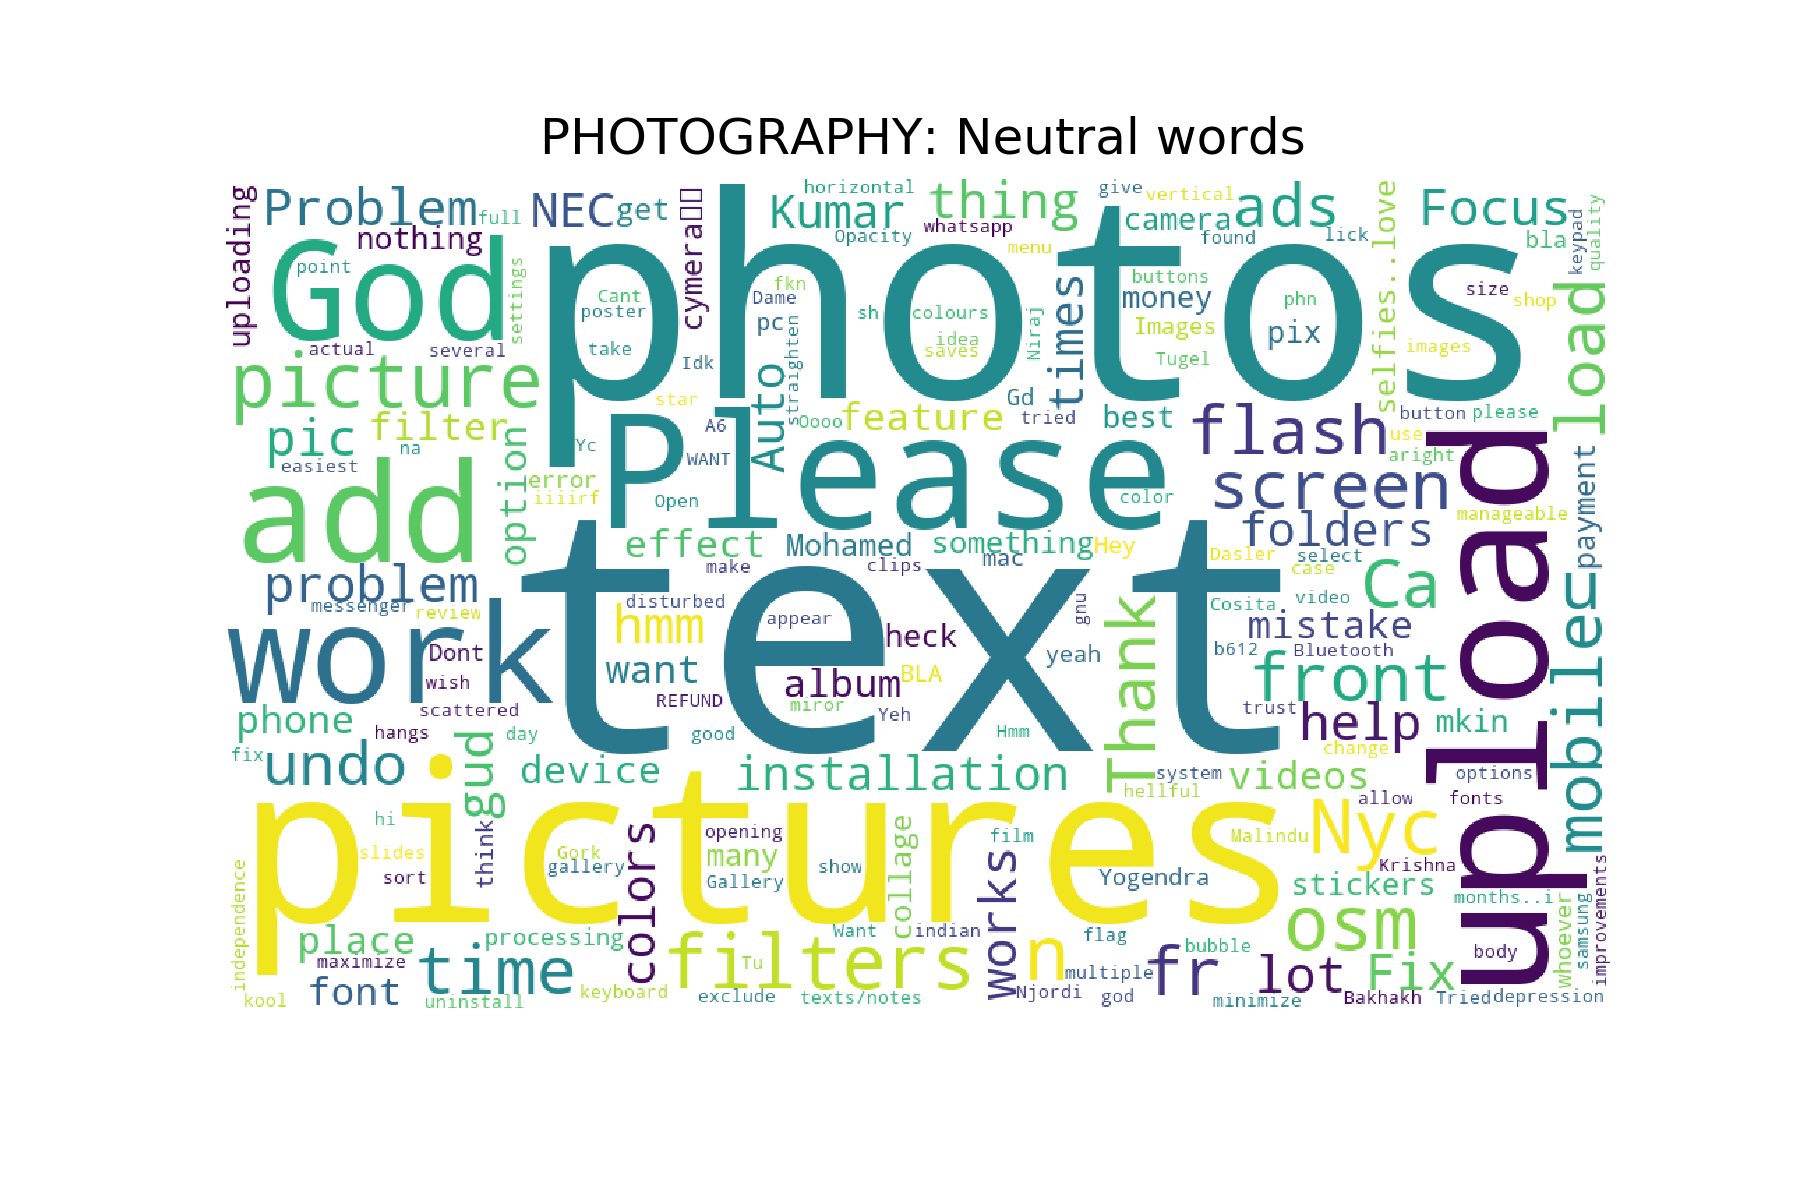 PHOTOGRAPHY: Neutral words
uploading
Problem
full
NEC
get
cymera
photos
Kumar
horizontal
Opacity
whatsapp
thing
menu
give
vertical
camera
ads
found
lick
selfies..love
Focus
bla
keypad
quality
nothing
God
point
settings
actual
several
Cant
poster
take
Idk
Dame
fkn
pc
straighten
sh
colours
idea
saves
Niraj
times
buttons
money
Images
Tugel
phn
pix
images
size
shop
load
picture
pic
filter
na
easiest
option
Yc
error
iiiirf
star
A6
WANT
Open
Please
Auto
Oooo
feature
Gd
tried
best
color
flash
button
please
use
aright
screen
manageable
folders
payment
upload
add
effect
Mohamed
something
Hey
mac
clips
make
Dasler
select
case
Ca
problem
messenger
review
work
text
disturbed
hmm
appear
heck
gnu
yeah
Thank
Cosita
video
mistake
b612
Bluetooth
mobile
Dont
wish
scattered
want
REFUND
album
BLA
miror
Yeh
front
trust
help
mkin
phone
hangs
day
good
Hmm
change
fix
undo
gud
device
installation
system
hellful
videos
options
allow
fonts
pictures
hi
slides
sort
think
Gork
gallery
colors
opening
many
Gallery
show
collage
film
works
Yogendra
Malindu
Nyc
Krishna
stickers
months..i
independence
place
processing
maximize
time
font
kool
uninstall
keyboard
filters
Tu
exclude
Want
texts/notes
indian
n
flag
multiple
Njordi
god
osm
bubble
fr
minimize
lot
Bakhakh
Fix
Tried
body
depression
whoever
samsung
improvements